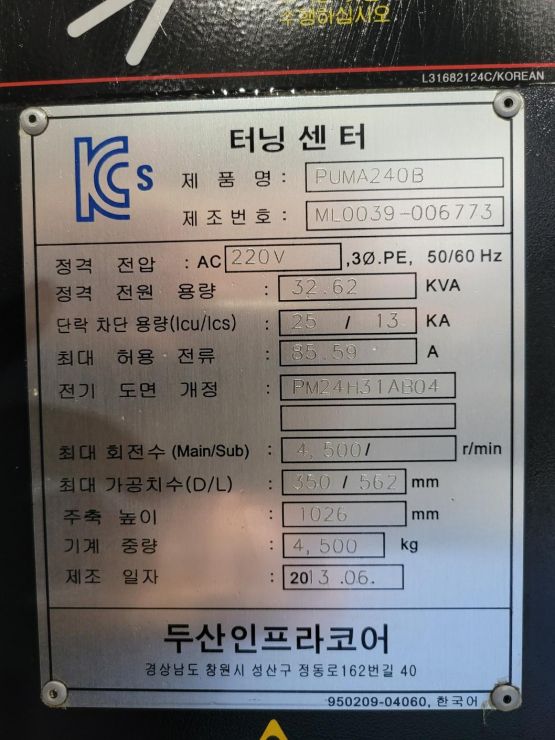 수행하십시오
L31682124C/KOREAN
KCs
터닝 센터
제 품 명 : PUMA240B
제조번호 : ML0039-006773
정격 전압 : AC 220V ,3Ø.PE, 50/60 Hz
정격 전원 용량 : 32.62 KVA
단락 차단 용량(Icu/Ics) : 25 / 13 KA
최대 허용 전류 : 85.59 A
전기 도면 개정 : PM24H31AB04
최대 회전수 (Main/Sub) : 4,500/ r/min
최대 가공치수(D/L) : 350 / 562 mm
주축 높이 : 1026 mm
기계 중량 : 4,500 kg
제조 일자 : 2013.06.
두산인프라코어
경상남도 창원시 성산구 정동로162번길 40
950209-04060, 한국어